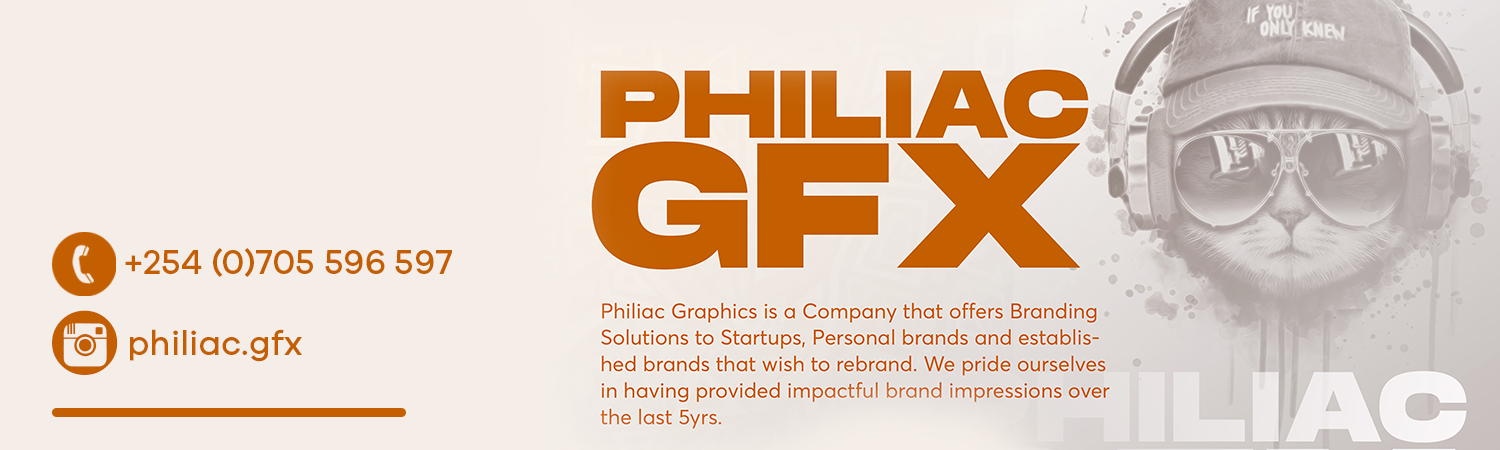 IF YOU
ONLY KNEW
PHILIAC
GFX
+254 (0)705 596 597
philiac.gfx
Philiac Graphics is a Company that offers Branding
Solutions to Startups, Personal brands and establis-
hed brands that wish to rebrand. We pride ourselves
in having provided impactful brand impressions over
the last 5yrs.
HILIAC